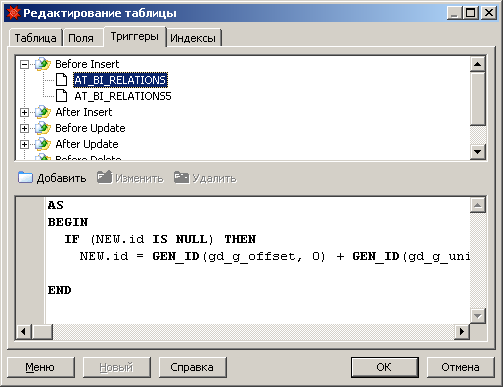 Редактирование таблицы
Таблица Поля Триггеры Индексы
Before Insert
AT_BI_RELATIONS
AT_BI_RELATIONS5
After Insert
Before Update
After Update
Before Delete
Добавить Изменить Удалить
AS
BEGIN
IF (NEW.id IS NULL) THEN
NEW.id = GEN_ID(gd_g_offset, 0) + GEN_ID(gd_g_uni
END
Меню Новый Справка OK Отмена